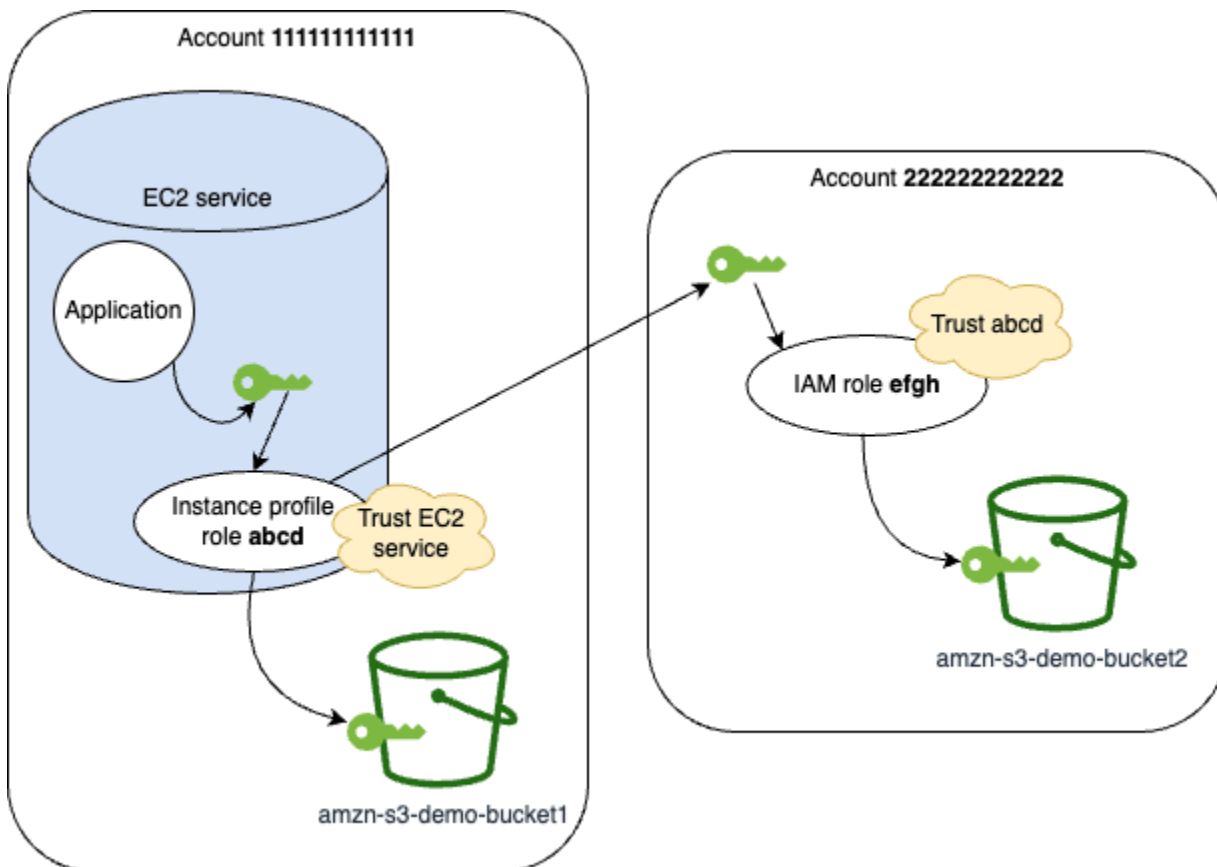 Account 111111111111
EC2 service
Application
Instance profile
role abcd
Trust EC2
service
amzn-s3-demo-bucket1
Account 222222222222
Trust abcd
IAM role efgh
amzn-s3-demo-bucket2